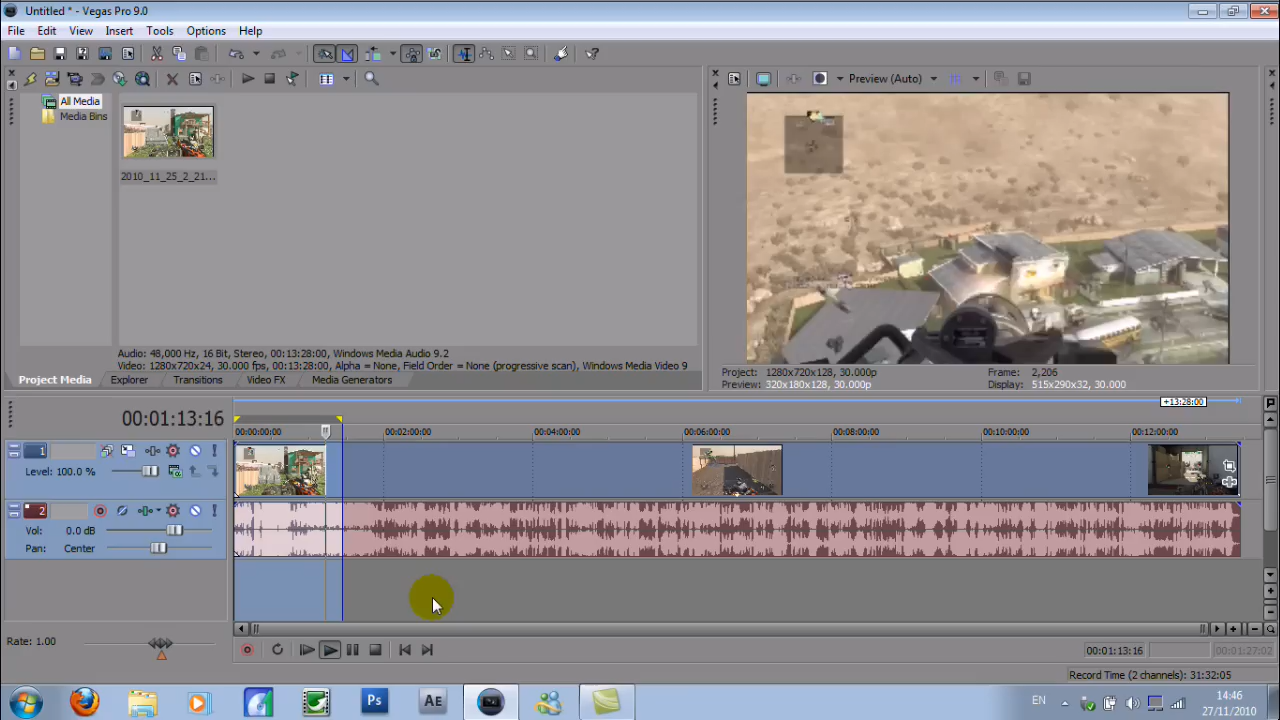 Untitled * - Vegas Pro 9.0
File Edit View Insert Tools Options Help
Preview (Auto)
All Media
Media Bins
2010_11_25_2_21...
Audio: 48,000 Hz, 16 Bit, Stereo, 00:13:28:00, Windows Media Audio 9.2
Video: 1280x720x24, 30.000 fps, 00:13:28:00, Alpha = None, Field Order = None (progressive scan), Windows Media Video 9
Project: 1280x720x128, 30.000p Frame: 2,206
Preview: 320x180x128, 30.000p Display: 515x290x32, 30.000
Project Media Explorer Transitions Video FX Media Generators
+13:28:00
00:01:13:16
00:00:00:00 00:02:00:00 00:04:00:00 00:06:00:00 00:08:00:00 00:10:00:00 00:12:00:00
1
Level: 100.0 %
2
Vol: 0.0 dB
Pan: Center
Rate: 1.00
00:01:13:16 00:01:27:02
Record Time (2 channels): 31:32:05
Ps AE EN 14:46
27/11/2010